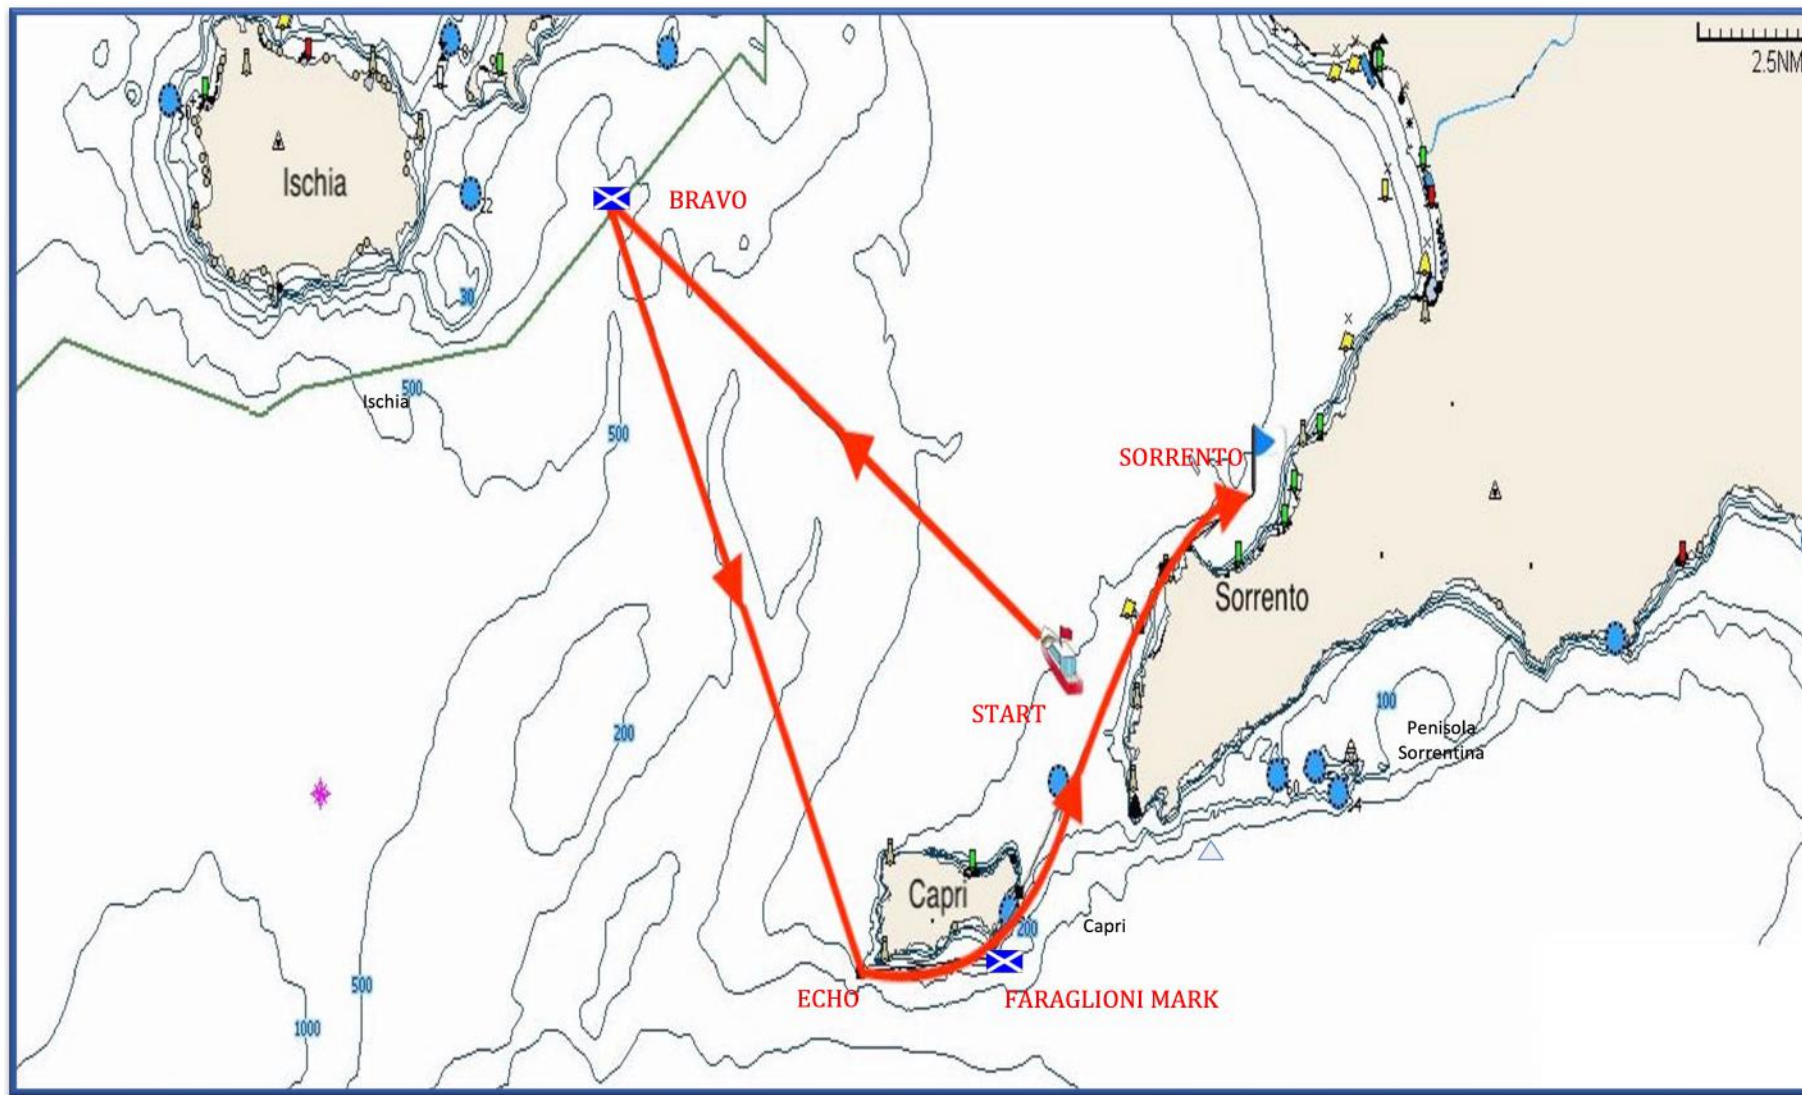 2.5NM
Ischia
BRAVO
22
30
500
Ischia
500
SORRENTO
Sorrento
START
100
Penisola
Sorrentina
200
Capri
200
Capri
ECHO
FARAGLIONI MARK
500
1000